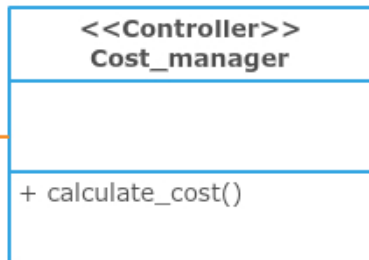 <<Controller>>
Cost_manager
+ calculate_cost()